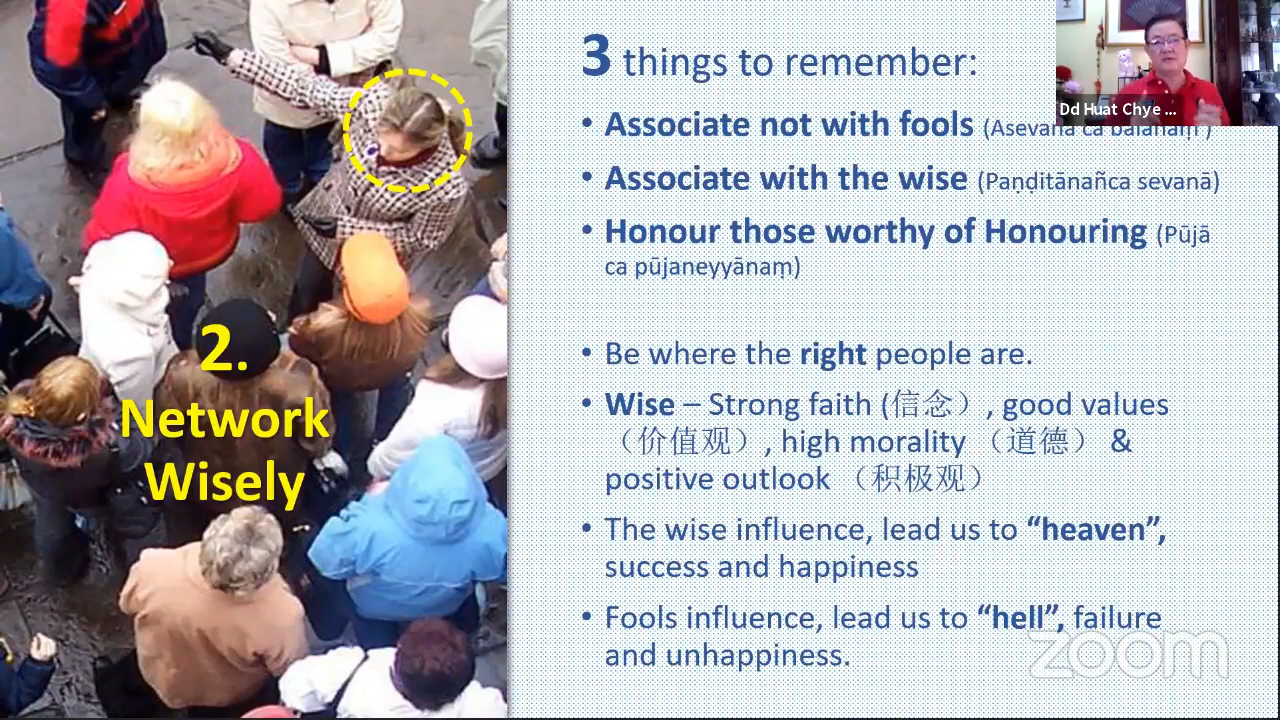 3 things to remember:
• Associate not with fools (Asevanā ca bālānaṃ )
• Associate with the wise (Paṇḍitānañca sevanā)
• Honour those worthy of Honouring (Pūjā
ca pūjaneyyānaṃ)
• Be where the right people are.
• Wise – Strong faith (信念）, good values
（价值观）, high morality （道德） &
positive outlook （积极观）
• The wise influence, lead us to “heaven”,
success and happiness
• Fools influence, lead us to “hell”, failure
and unhappiness.
2.
Network
Wisely
Dd Huat Chye ...
zoom